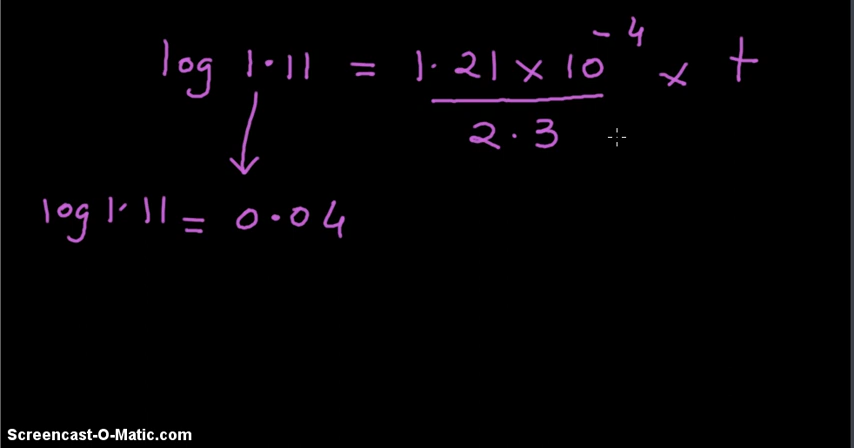 log 1.11 = 1.21 × 10⁻⁴ × t
2.3
log 1.11 = 0.04
Screencast-O-Matic.com